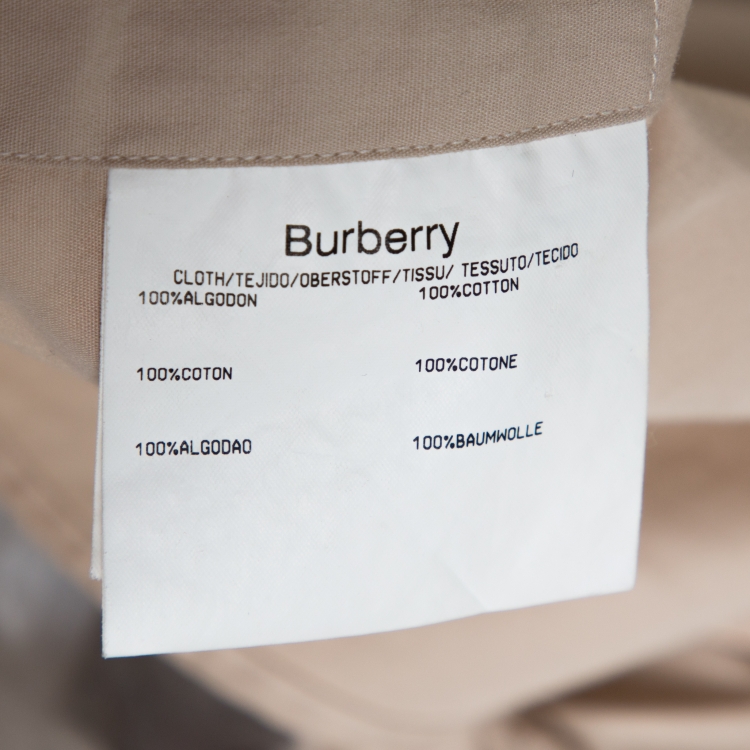 Burberry
CLOTH/TEJIDO/OBERSTOFF/TISSU/ TESSUTO/TECIDO
100%ALGODON 100%COTTON
100%COTON 100%COTONE
100%ALGODAO 100%BAUMWOLLE